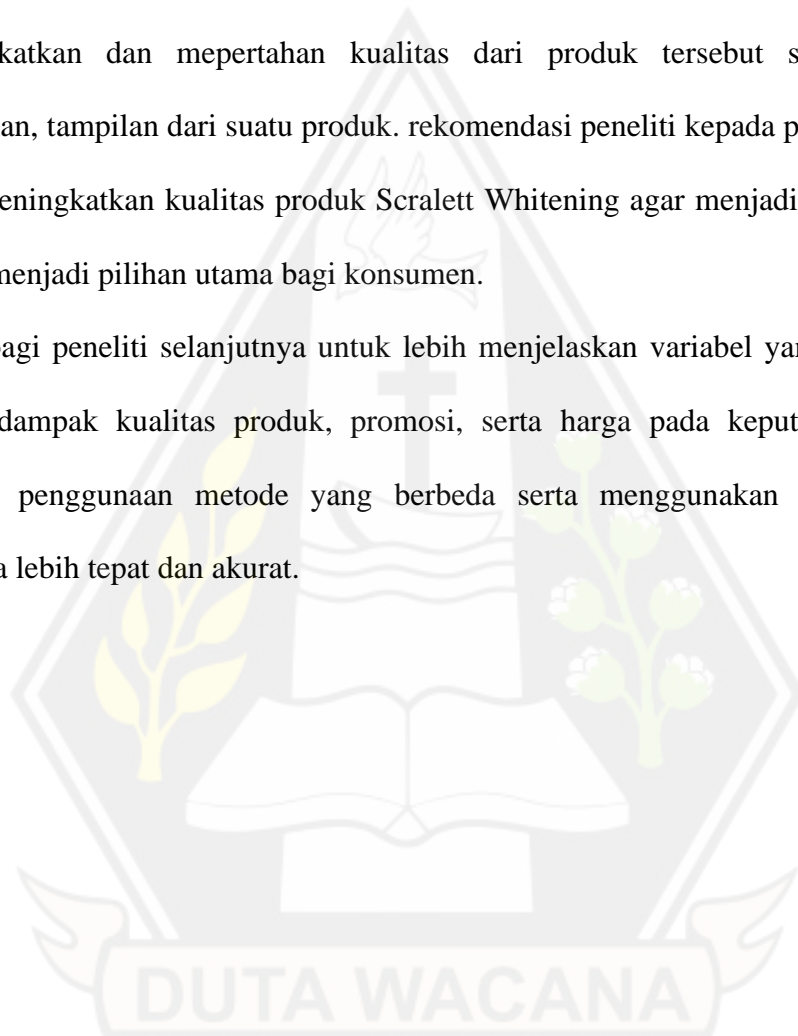 katkan dan mepertahan kualitas dari produk tersebut s
an, tampilan dari suatu produk. rekomendasi peneliti kepada p
eningkatkan kualitas produk Scralett Whitening agar menjadi
menjadi pilihan utama bagi konsumen.
bagi peneliti selanjutnya untuk lebih menjelaskan variabel yan
dampak kualitas produk, promosi, serta harga pada keput
penggunaan metode yang berbeda serta menggunakan
a lebih tepat dan akurat.
DUTA WACANA